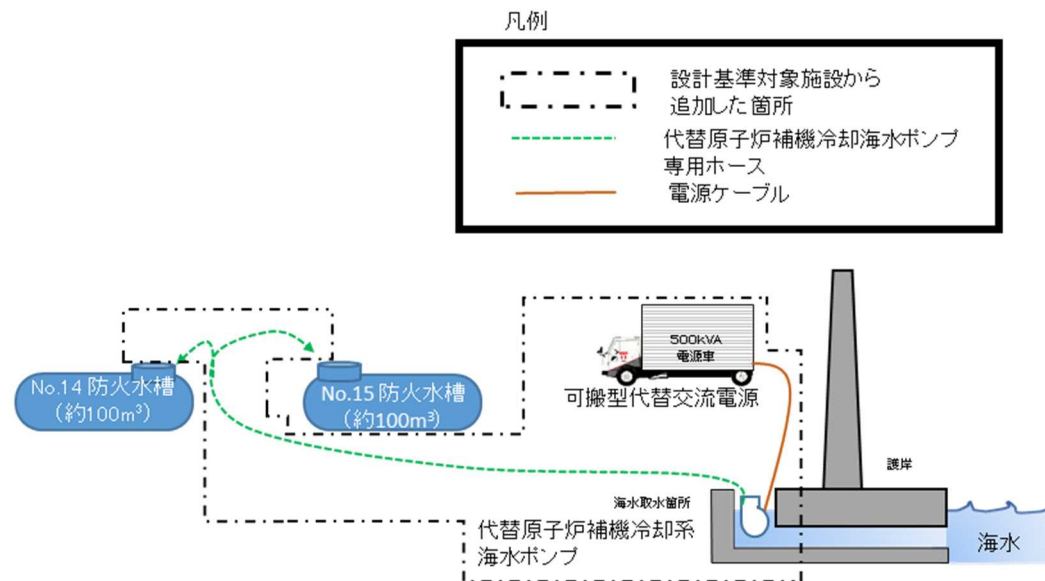 凡例
設計基準対象施設から
追加した箇所
代替原子炉補機冷却海水ポンプ
専用ホース
電源ケーブル
No.14 防火水槽
(約100m³)
No.15 防火水槽
(約100m³)
500kVA
電源車
可搬型代替交流電源
護岸
海水取水箇所
代替原子炉補機冷却系
海水ポンプ
海水